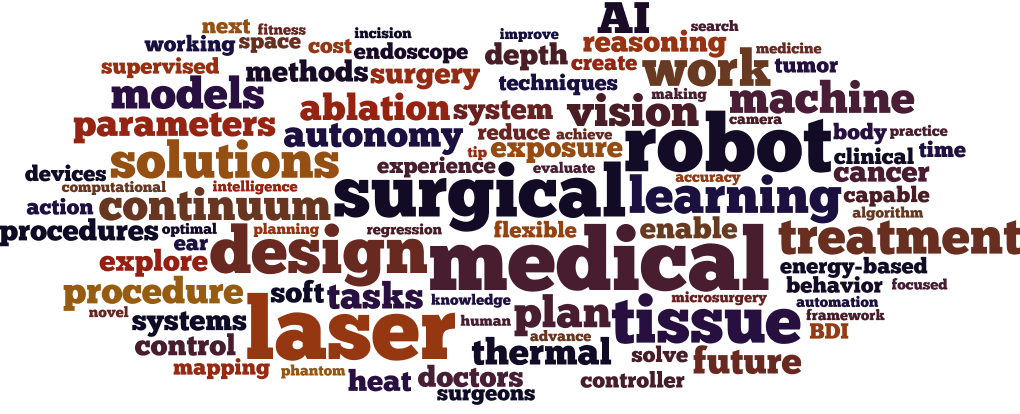 AI
next fitness incision improve search
working space cost endoscope depth reasoning medicine
supervised methods surgery techniques create work tumor
models ablation system vision making machine
parameters autonomy reduce achieve camera body practice
solutions tip exposure robot clinical time
devices experience evaluate cancer
computational intelligence surgical learning accuracy capable
action continuum algorithm
procedures optimal planning regression flexible enable treatment
ear design medical
explore energy-based
procedure soft tasks knowledge microsurgery behavior focused
novel laser human plan tissue automation
systems advance framework
control thermal solve BDI
mapping phantom heat doctors controller future
surgeons